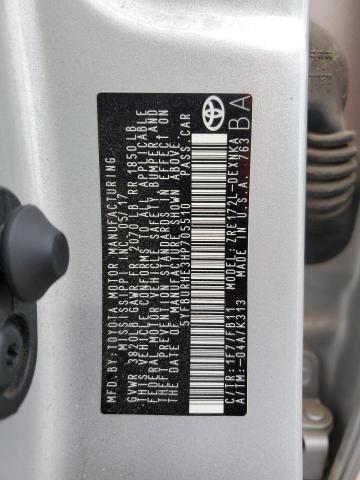 MFD.BY:TOYOTA MOTOR MANUFACTURING
MISSISSIPPI INC. 05/17
GVWR 3820LB GAWR FR 2070 LB RR 1850 LB
THIS VEHICLE CONFORMS TO ALL APPLICABLE
FEDERAL MOTOR VEHICLE SAFETY BUMPER AND
THEFT PREVENTION STANDARDS IN EFFECT ON
THE DATE OF MANUFACTURE SHOWN ABOVE.
5YFBURHE3HP705510 PASS.CAR
C/TR:1F7/FB11 MODEL:ZRE172L-DEXNKA
A/TM:-04A/K313 MADE IN U.S.A. 763
BA